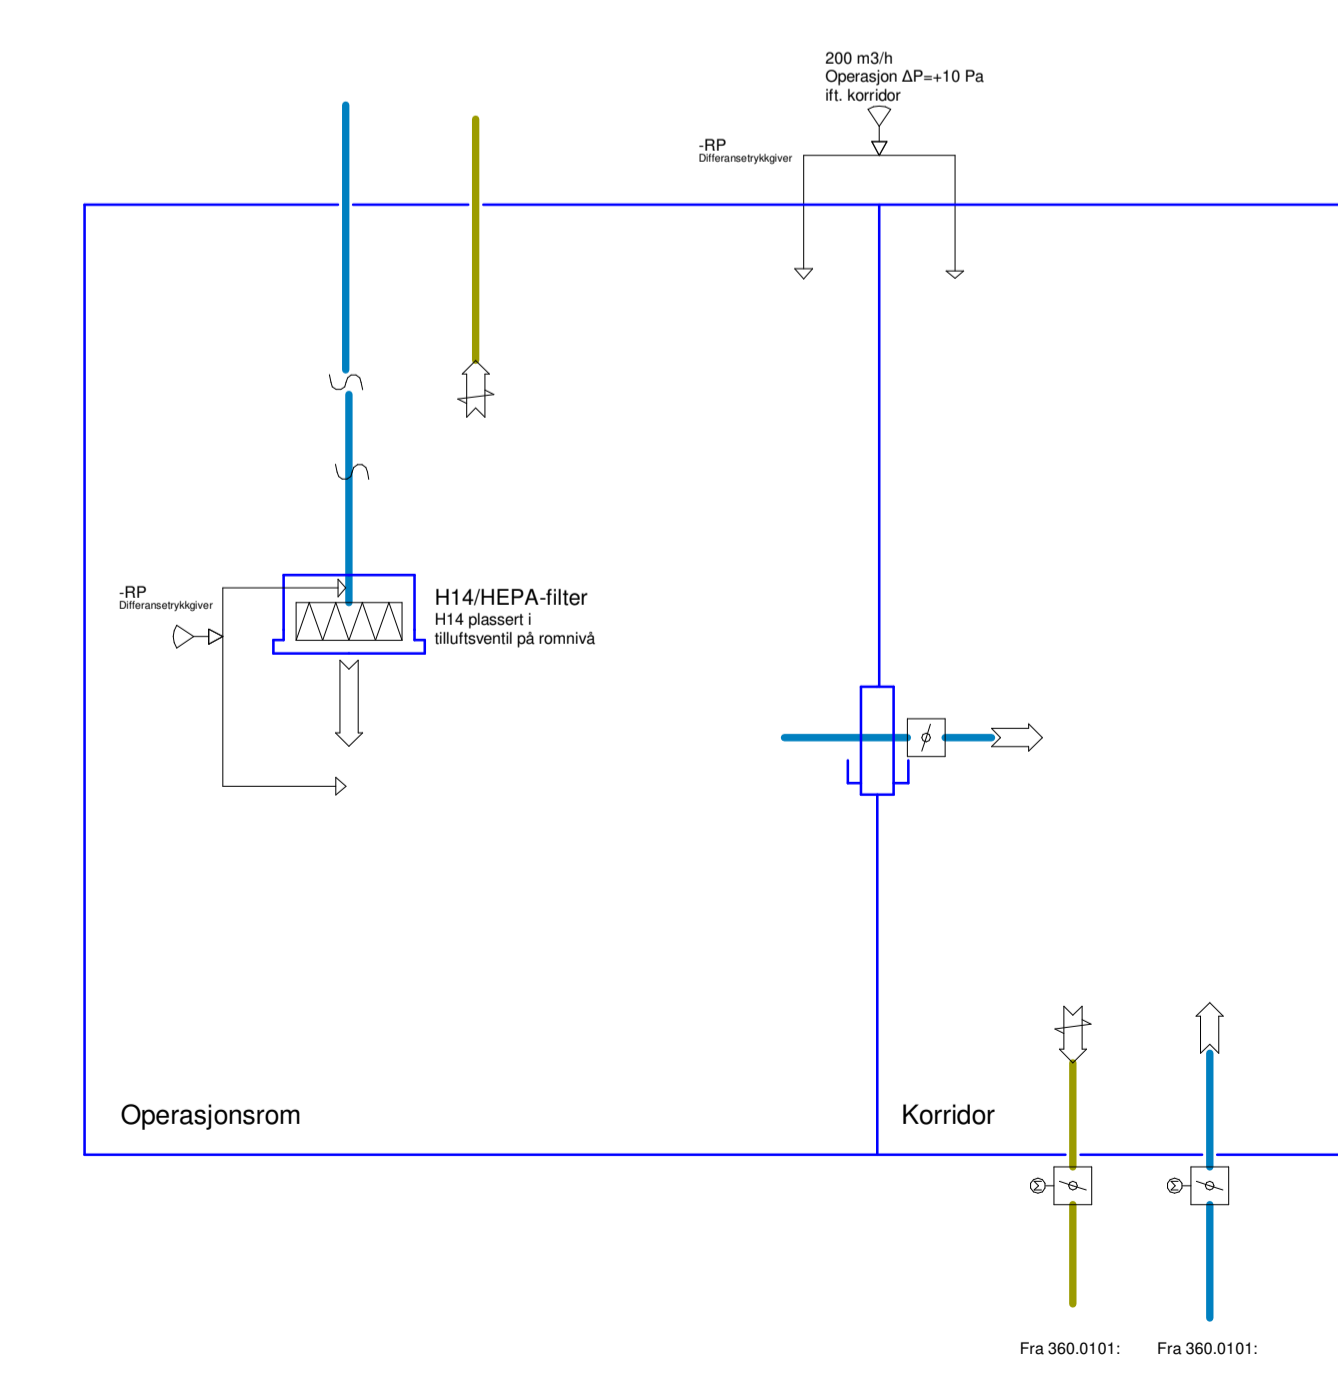 200 m3/h
Operasjon ΔP=+10 Pa
ift. korridor
-RP
Differansetrykkgiver
-RP
Differansetrykkgiver
H14/HEPA-filter
H14 plassert i
tilluftsventil på romnivå
Operasjonsrom
Korridor
Fra 360.0101:
Fra 360.0101: